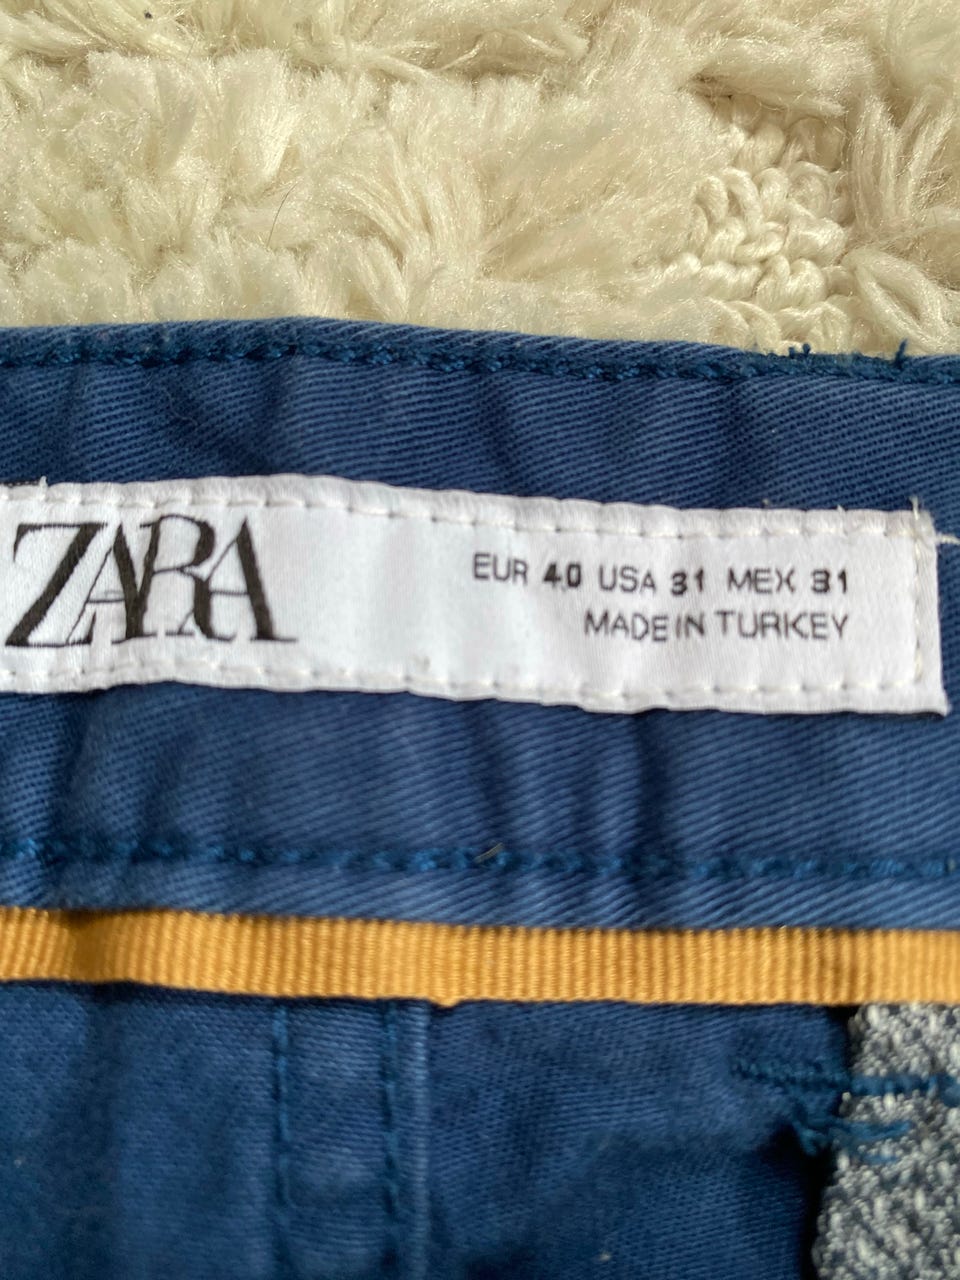 ZARA
EUR 40 USA 31 MEX 31
MADE IN TURKEY